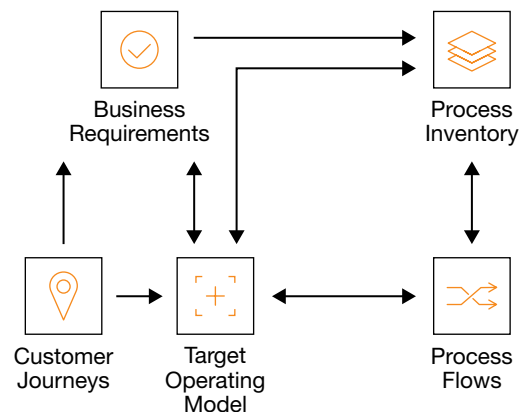 Business
Requirements
Process
Inventory
Customer
Journeys
Target
Operating
Model
Process
Flows